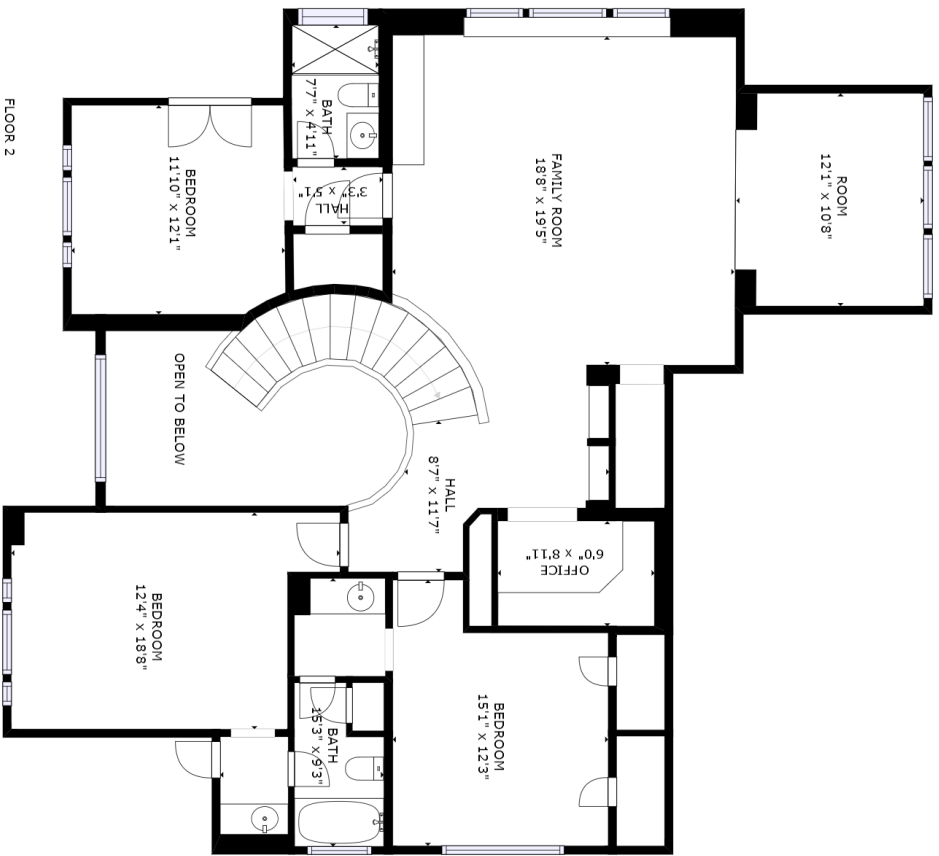 FLOOR 2
BATH
7'7" x 4'11"
BEDROOM
11'10" x 12'1"
HALL
3'3" x 5'1"
FAMILY ROOM
18'8" x 19'5"
ROOM
12'1" x 10'8"
OPEN TO BELOW
HALL
8'7" x 11'7"
OFFICE
6'0" x 8'11"
BEDROOM
12'4" x 18'8"
BATH
15'3" x 9'3"
BEDROOM
15'1" x 12'3"